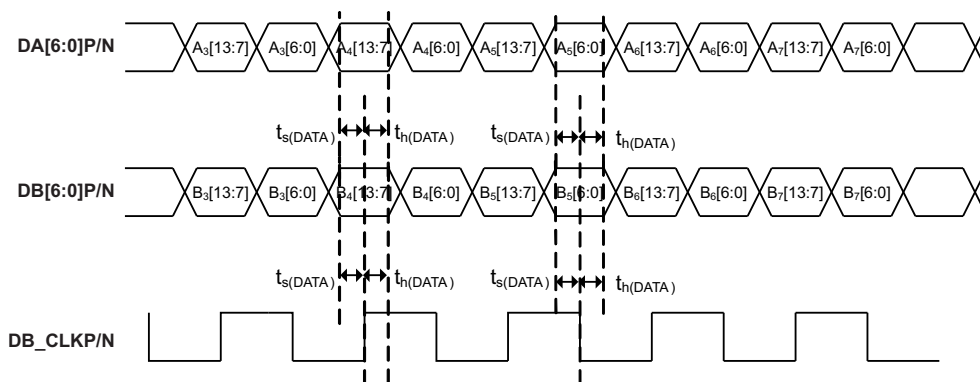 DA[6:0]P/N A₃[13:7] A₃[6:0] A₄[13:7] A₄[6:0] A₅[13:7] A₅[6:0] A₆[13:7] A₆[6:0] A₇[13:7] A₇[6:0]
ts(DATA) th(DATA) ts(DATA) th(DATA)
DB[6:0]P/N B₃[13:7] B₃[6:0] B₄[13:7] B₄[6:0] B₅[13:7] B₅[6:0] B₆[13:7] B₆[6:0] B₇[13:7] B₇[6:0]
ts(DATA) th(DATA) ts(DATA) th(DATA)
DB_CLKP/N